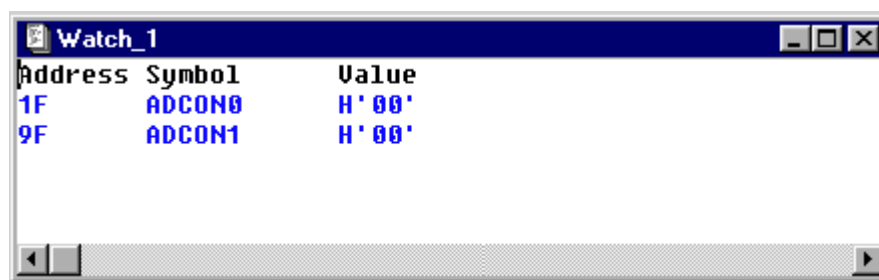 Watch_1
Address Symbol Value
1F ADCON0 H'00'
9F ADCON1 H'00'